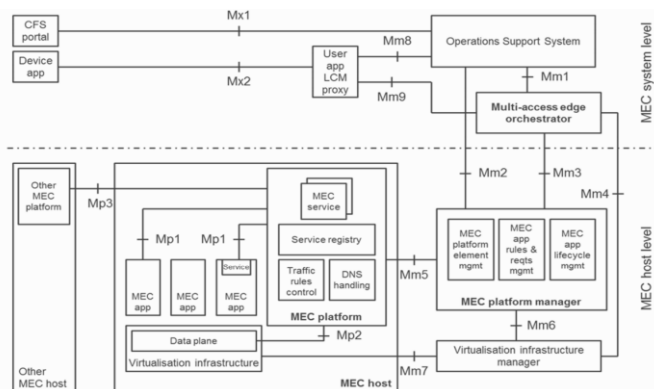 CFS
portal
Mx1
Operations Support System
Device
app
Mx2
User
app
LCM
proxy
Mm8
Mm9
Mm1
Multi-access edge
orchestrator
MEC system level
Other
MEC
platform
Mp3
MEC
service
Mm2
Mm3
Mm4
Mp1
Mp1
Service registry
MEC
platform
element
mgmt
MEC
app
rules &
reqts
mgmt
MEC
app
lifecycle
mgmt
MEC host level
Service
MEC
app
MEC
app
MEC
app
Traffic
rules
control
DNS
handling
Mm5
MEC platform
MEC platform manager
Mp2
Mm6
Data plane
Virtualisation infrastructure
Mm7
Virtualisation infrastructure
manager
Other
MEC host
MEC host